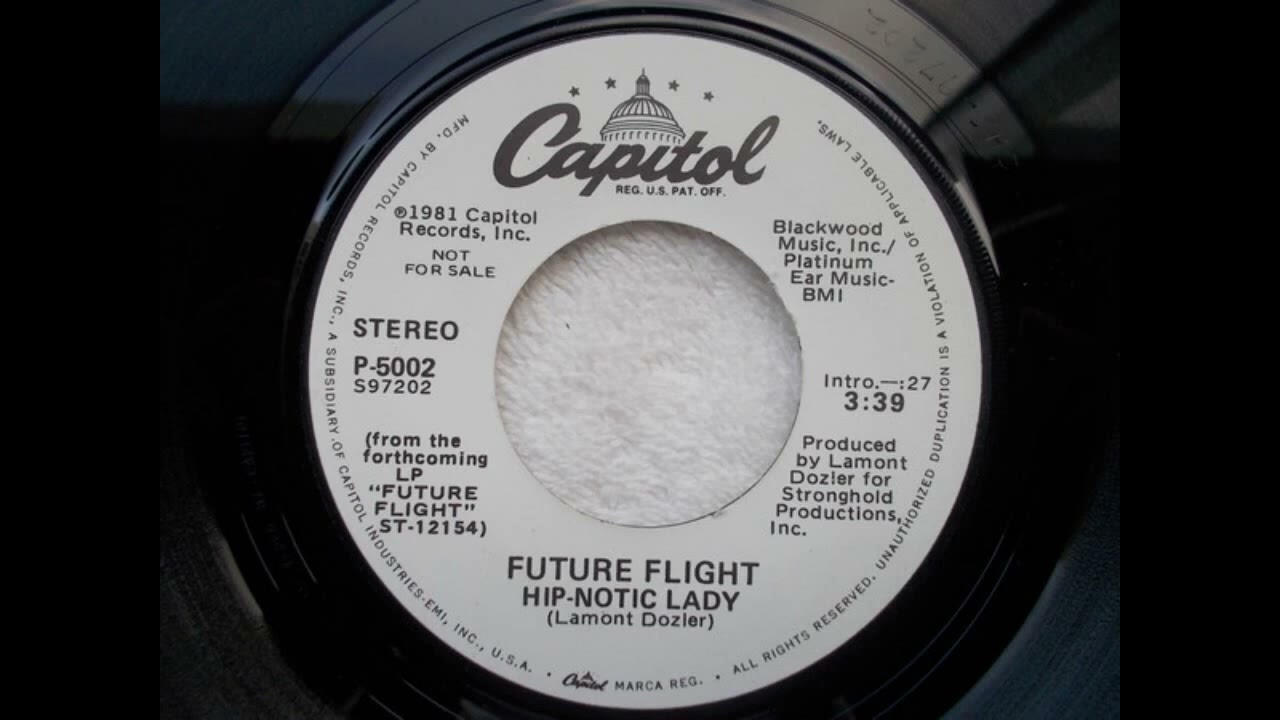 Capitol
REG. U.S. PAT. OFF.
℗1981 Capitol
Records, Inc.
NOT
FOR SALE
STEREO
P-5002
S97202
(from the
forthcoming
LP
"FUTURE
FLIGHT"
ST-12154)
Blackwood
Music, Inc./
Platinum
Ear Music-
BMI
Intro.—:27
3:39
Produced
by Lamont
Dozier for
Stronghold
Productions,
Inc.
FUTURE FLIGHT
HIP-NOTIC LADY
(Lamont Dozier)
MFD. BY CAPITOL RECORDS, INC., A SUBSIDIARY OF CAPITOL INDUSTRIES-EMI, INC., U.S.A. • Capitol MARCA REG. • ALL RIGHTS RESERVED. UNAUTHORIZED DUPLICATION IS A VIOLATION OF APPLICABLE LAWS.